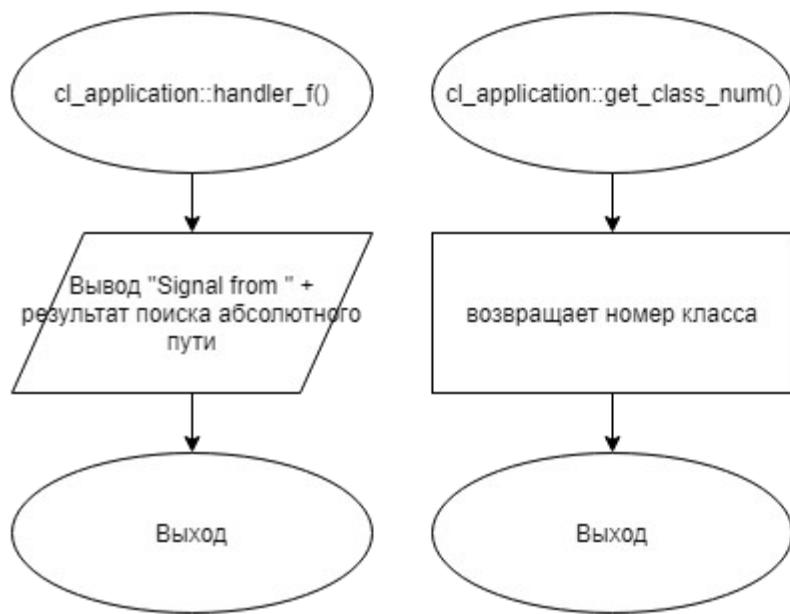 cl_application::handler_f()
Вывод "Signal from " +
результат поиска абсолютного
пути
Выход
cl_application::get_class_num()
возвращает номер класса
Выход